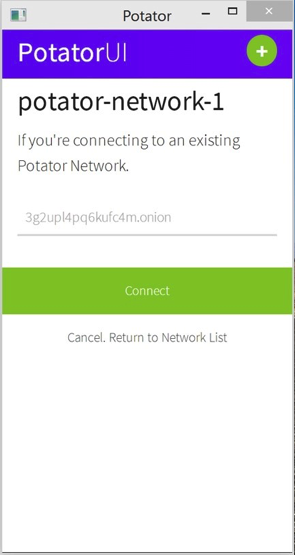 Potator
PotatorUI
+
potator-network-1
If you're connecting to an existing
Potator Network.
3g2upl4pq6kufc4m.onion
Connect
Cancel. Return to Network List